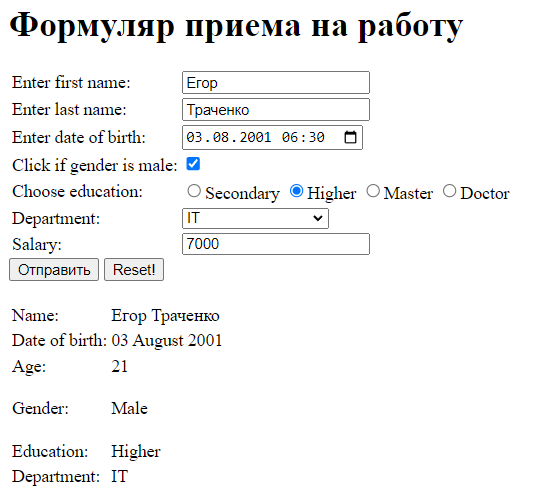 Формуляр приема на работу
Enter first name: Егор
Enter last name: Траченко
Enter date of birth: 03.08.2001 06:30
Click if gender is male:
Choose education: Secondary Higher Master Doctor
Department: IT
Salary: 7000
Отправить Reset!
Name: Егор Траченко
Date of birth: 03 August 2001
Age: 21
Gender: Male
Education: Higher
Department: IT